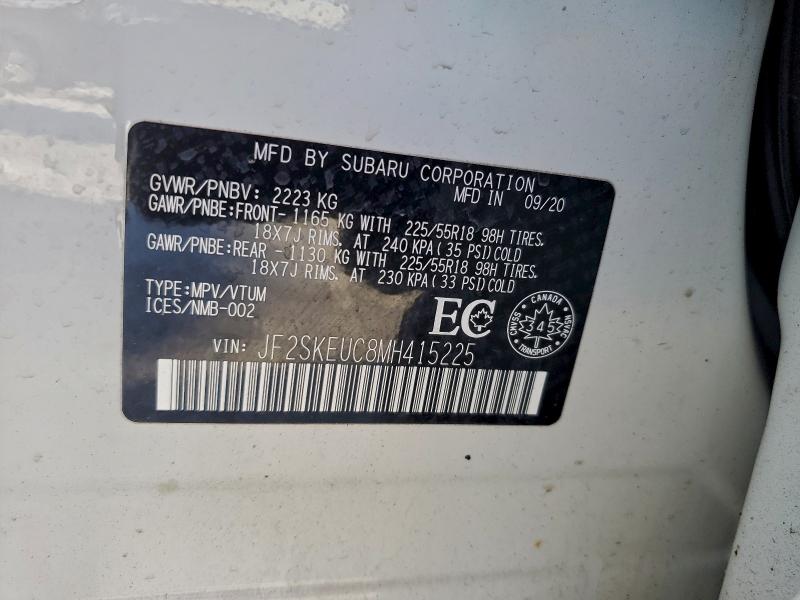 MFD BY SUBARU CORPORATION
GVWR/PNBV: 2223 KG MFD IN 09/20
GAWR/PNBE:FRONT- 1165 KG WITH 225/55R18 98H TIRES.
18X7J RIMS. AT 240 KPA(35 PSI)COLD
GAWR/PNBE:REAR -1130 KG WITH 225/55R18 98H TIRES.
18X7J RIMS. AT 230 KPA(33 PSI)COLD
TYPE:MPV/VTUM
ICES/NMB-002
EC
CANADA
CMVSS 345 NSVAC
TRANSPORT
VIN: JF2SKEUC8MH415225